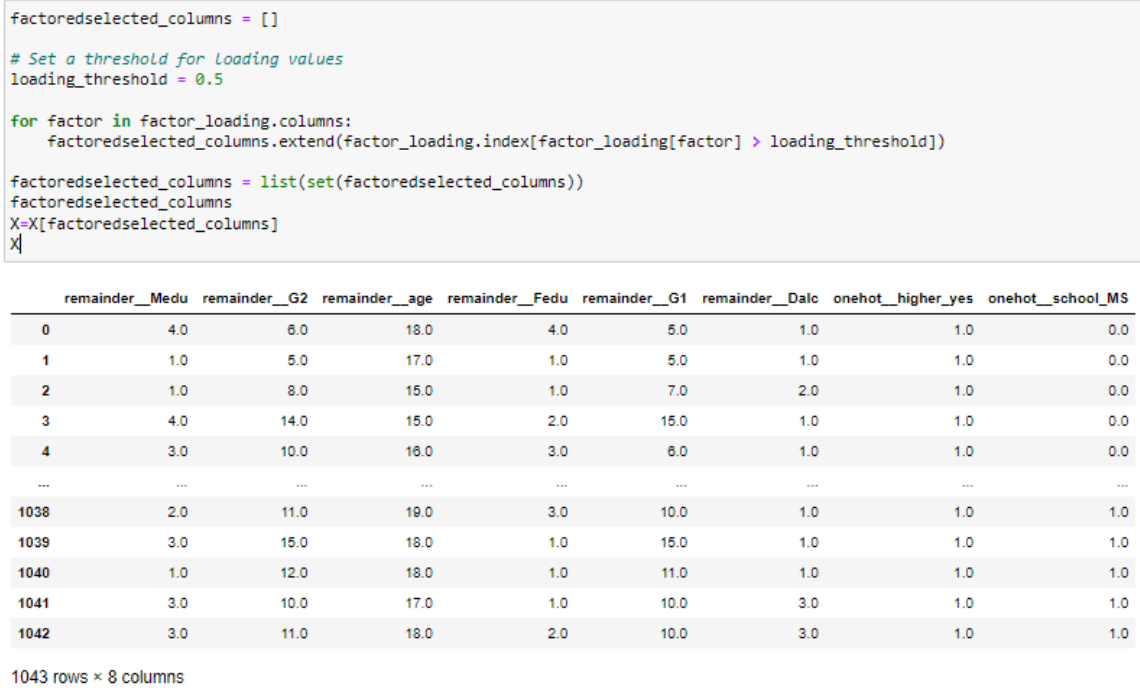 factoredselected_columns = []
# Set a threshold for loading values
loading_threshold = 0.5
for factor in factor_loading.columns:
    factoredselected_columns.extend(factor_loading.index[factor_loading[factor] > loading_threshold])
factoredselected_columns = list(set(factoredselected_columns))
factoredselected_columns
X=X[factoredselected_columns]
X
remainder__Medu remainder__G2 remainder__age remainder__Fedu remainder__G1 remainder__Dalc onehot__higher_yes onehot__school_MS
0 4.0 6.0 18.0 4.0 5.0 1.0 1.0 0.0
1 1.0 5.0 17.0 1.0 5.0 1.0 1.0 0.0
2 1.0 8.0 15.0 1.0 7.0 2.0 1.0 0.0
3 4.0 14.0 15.0 2.0 15.0 1.0 1.0 0.0
4 3.0 10.0 16.0 3.0 6.0 1.0 1.0 0.0
... ... ... ... ... ... ... ... ...
1038 2.0 11.0 19.0 3.0 10.0 1.0 1.0 1.0
1039 3.0 15.0 18.0 1.0 15.0 1.0 1.0 1.0
1040 1.0 12.0 18.0 1.0 11.0 1.0 1.0 1.0
1041 3.0 10.0 17.0 1.0 10.0 3.0 1.0 1.0
1042 3.0 11.0 18.0 2.0 10.0 3.0 1.0 1.0
1043 rows × 8 columns